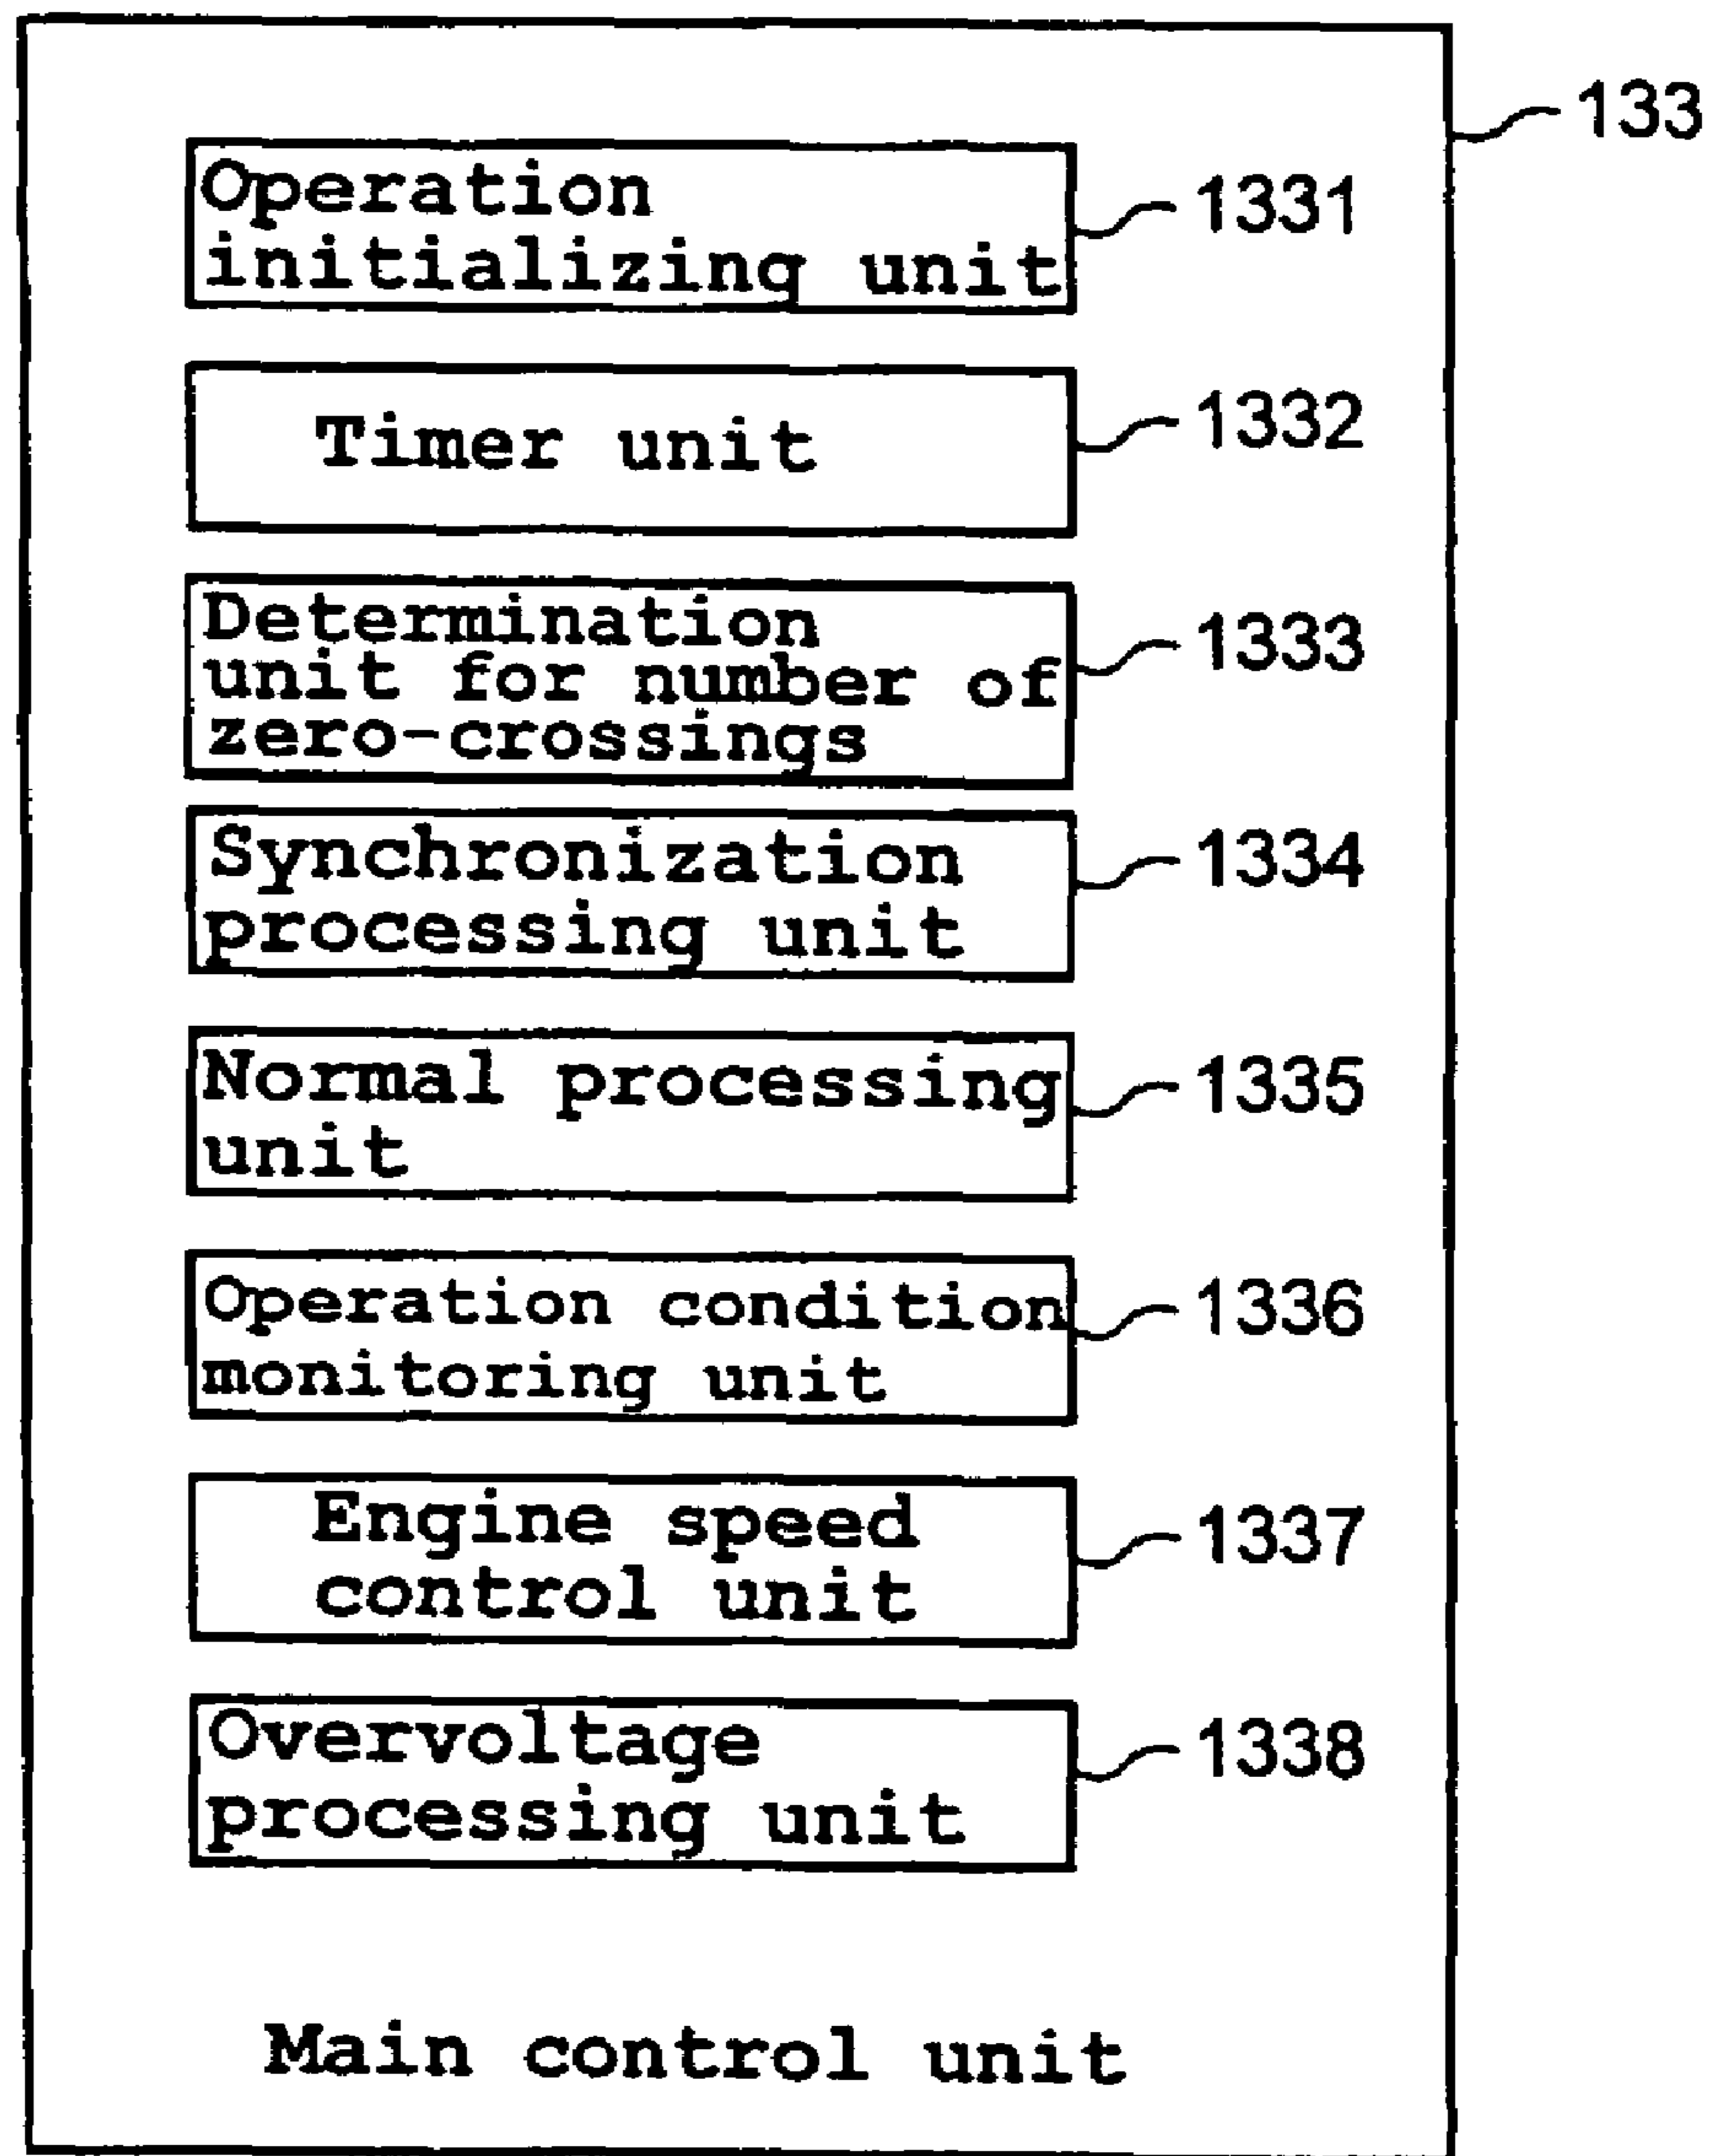 133
Operation
initializing unit
1331
Timer unit
1332
Determination
unit for number of
zero-crossings
1333
Synchronization
processing unit
1334
Normal processing
unit
1335
Operation condition
monitoring unit
1336
Engine speed
control unit
1337
Overvoltage
processing unit
1338
Main control unit